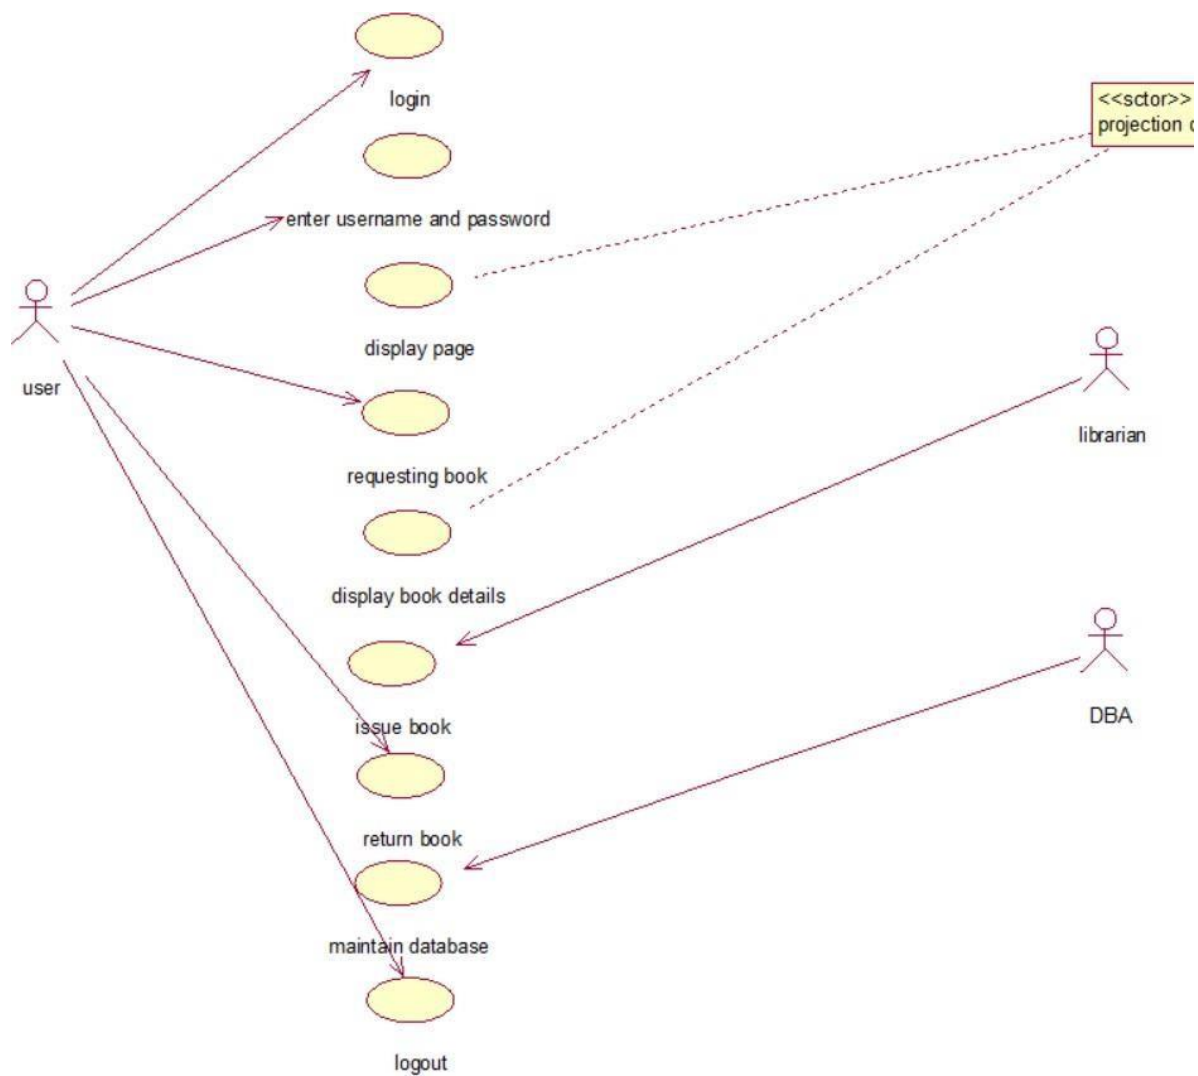 login
<<sctor>>
projection
enter username and password
display page
user
requesting book
librarian
display book details
issue book
DBA
return book
maintain database
logout